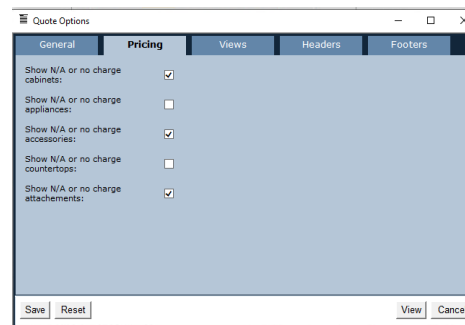 Quote Options
General Pricing Views Headers Footers
Show N/A or no charge
cabinets:
Show N/A or no charge
appliances:
Show N/A or no charge
accessories:
Show N/A or no charge
countertops:
Show N/A or no charge
attachements:
Save Reset View Cancel